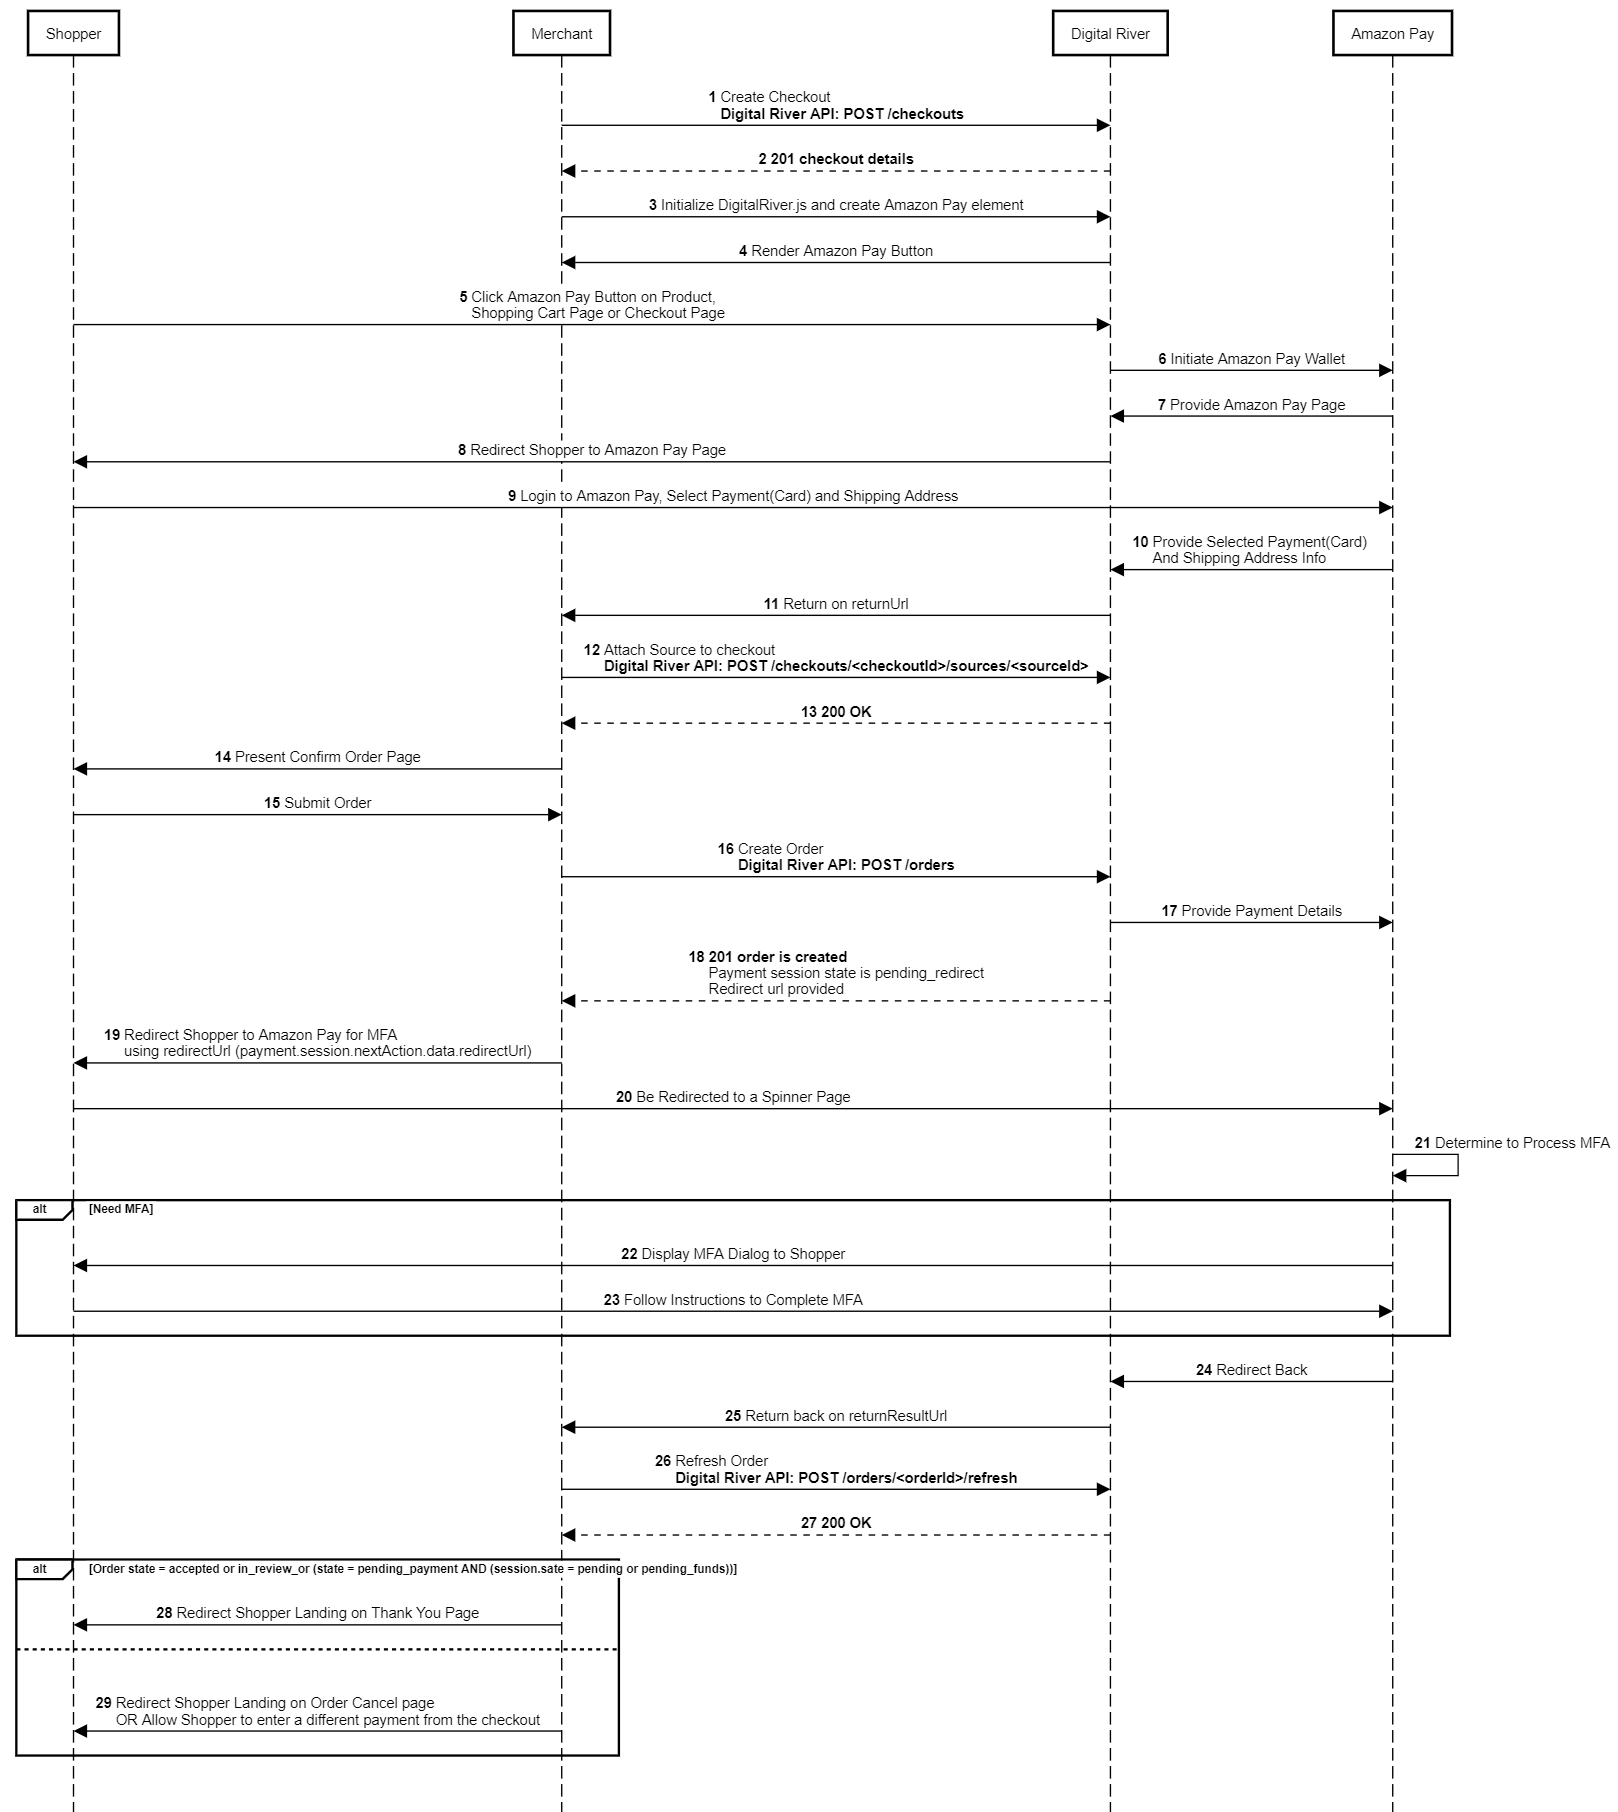 Shopper
Merchant
Digital River
Amazon Pay
1 Create Checkout
Digital River API: POST /checkouts
2 201 checkout details
3 Initialize DigitalRiver.js and create Amazon Pay element
4 Render Amazon Pay Button
5 Click Amazon Pay Button on Product,
Shopping Cart Page or Checkout Page
6 Initiate Amazon Pay Wallet
7 Provide Amazon Pay Page
8 Redirect Shopper to Amazon Pay Page
9 Login to Amazon Pay, Select Payment(Card) and Shipping Address
10 Provide Selected Payment(Card)
And Shipping Address Info
11 Return on returnUrl
12 Attach Source to checkout
Digital River API: POST /checkouts/<checkoutId>/sources/<sourceId>
13 200 OK
14 Present Confirm Order Page
15 Submit Order
16 Create Order
Digital River API: POST /orders
17 Provide Payment Details
18 201 order is created
Payment session state is pending_redirect
Redirect url provided
19 Redirect Shopper to Amazon Pay for MFA
using redirectUrl (payment.session.nextAction.data.redirectUrl)
20 Be Redirected to a Spinner Page
21 Determine to Process MFA
alt [Need MFA]
22 Display MFA Dialog to Shopper
23 Follow Instructions to Complete MFA
24 Redirect Back
25 Return back on returnResultUrl
26 Refresh Order
Digital River API: POST /orders/<orderId>/refresh
27 200 OK
alt [Order state = accepted or in_review_or (state = pending_payment AND (session.sate = pending or pending_funds))]
28 Redirect Shopper Landing on Thank You Page
29 Redirect Shopper Landing on Order Cancel page
OR Allow Shopper to enter a different payment from the checkout